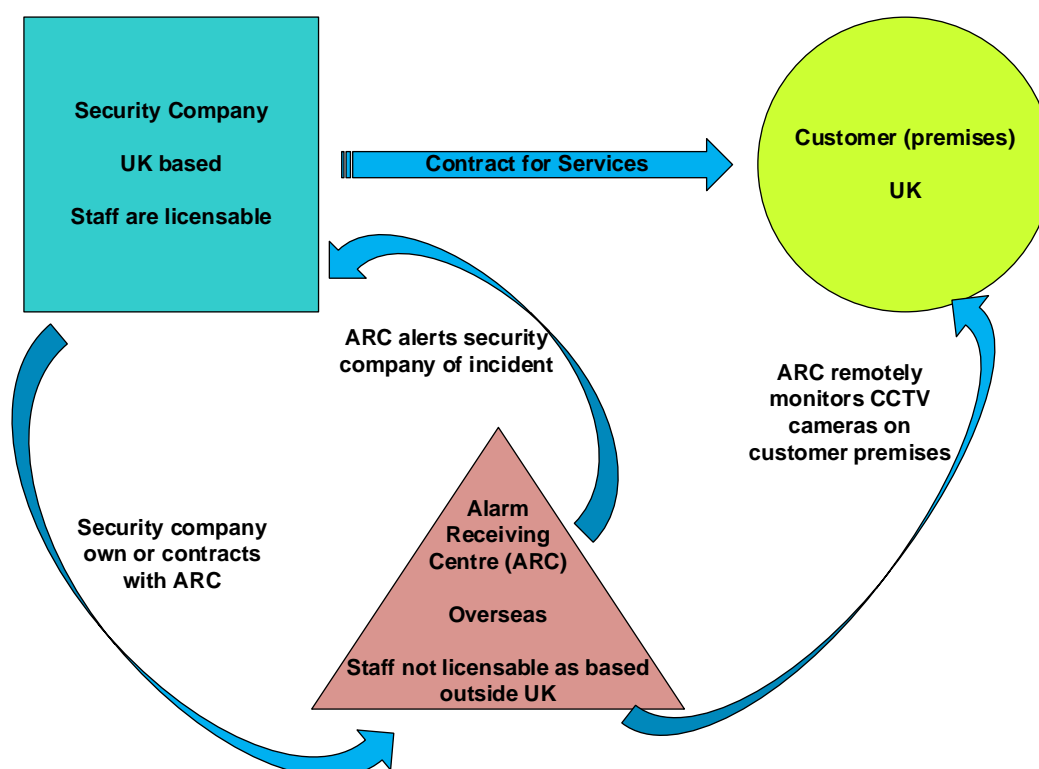 Security Company
UK based
Staff are licensable
Contract for Services
Customer (premises)
UK
ARC alerts security
company of incident
ARC remotely
monitors CCTV
cameras on
customer premises
Security company
own or contracts
with ARC
Alarm
Receiving
Centre (ARC)
Overseas
Staff not licensable as based
outside UK